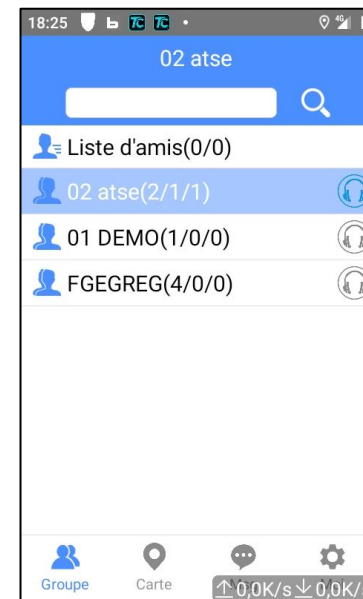 18:25
4G
02 atse
Liste d'amis(0/0)
02 atse(2/1/1)
01 DEMO(1/0/0)
FGEGREG(4/0/0)
Groupe Carte
0,0K/s 0,0K/